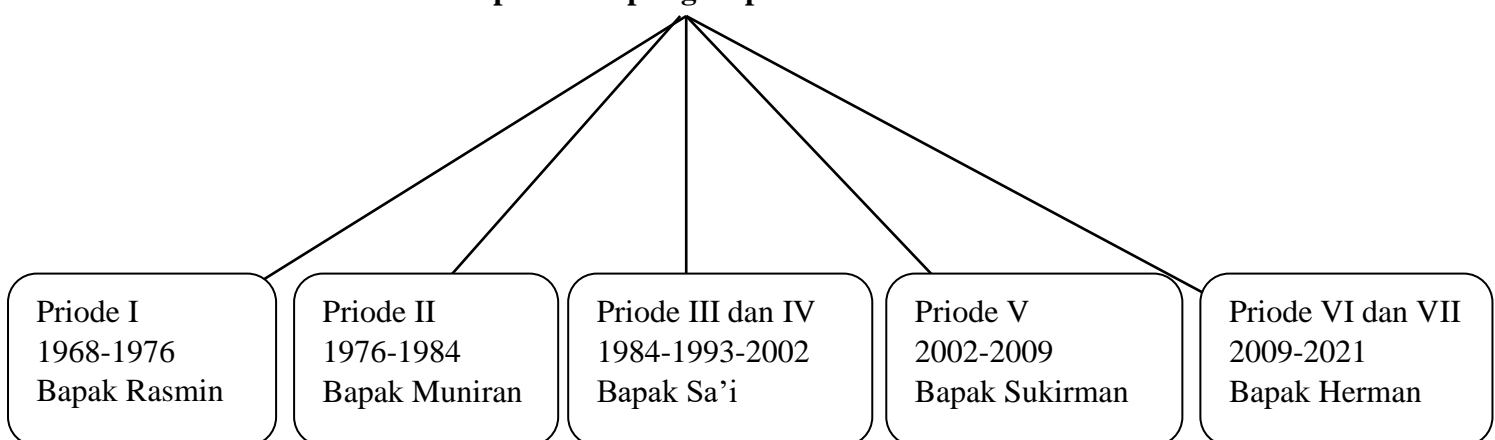 Priode I
1968-1976
Bapak Rasmin
Priode II
1976-1984
Bapak Muniran
Priode III dan IV
1984-1993-2002
Bapak Sa’i
Priode V
2002-2009
Bapak Sukirman
Priode VI dan VII
2009-2021
Bapak Herman